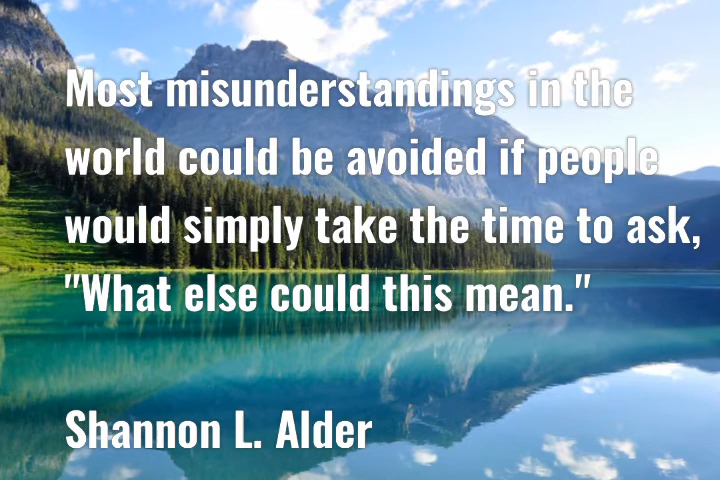 Most misunderstandings in the
world could be avoided if people
would simply take the time to ask,
"What else could this mean."
Shannon L. Alder